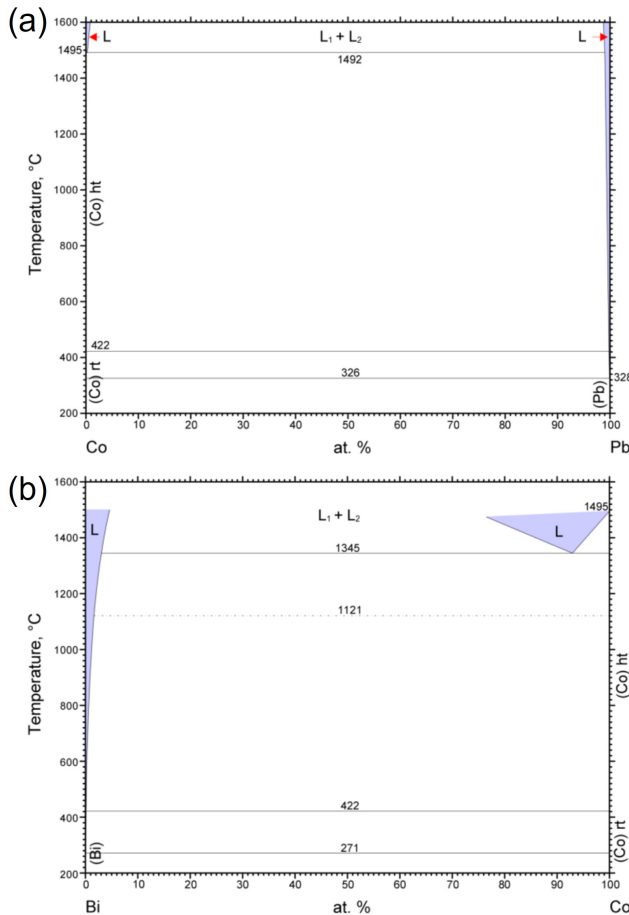 (a)
1600
L L₁ + L₂ L
1495
1492
1400
1200
1000
800
600
400
200
Temperature, °C
(Co) ht
422
(Co) rt
326
(Pb)
328
0 10 20 30 40 50 60 70 80 90 100
Co at. % Pb
(b)
1600
1495
L L₁ + L₂ L
1400
1345
1200
1121
1000
800
600
400
200
Temperature, °C
(Co) ht
422
(Co) rt
271
(Bi)
0 10 20 30 40 50 60 70 80 90 100
Bi at. % Co